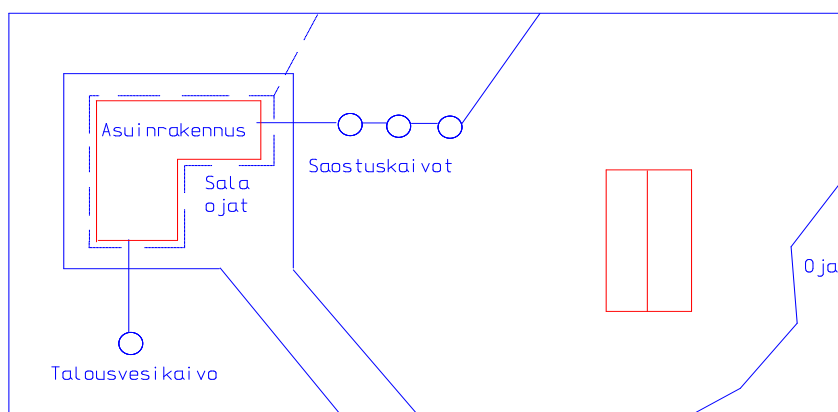 Asuinrakennus
Saostuskaivot
Sala
ojat
Oja
Talousvesikaivo